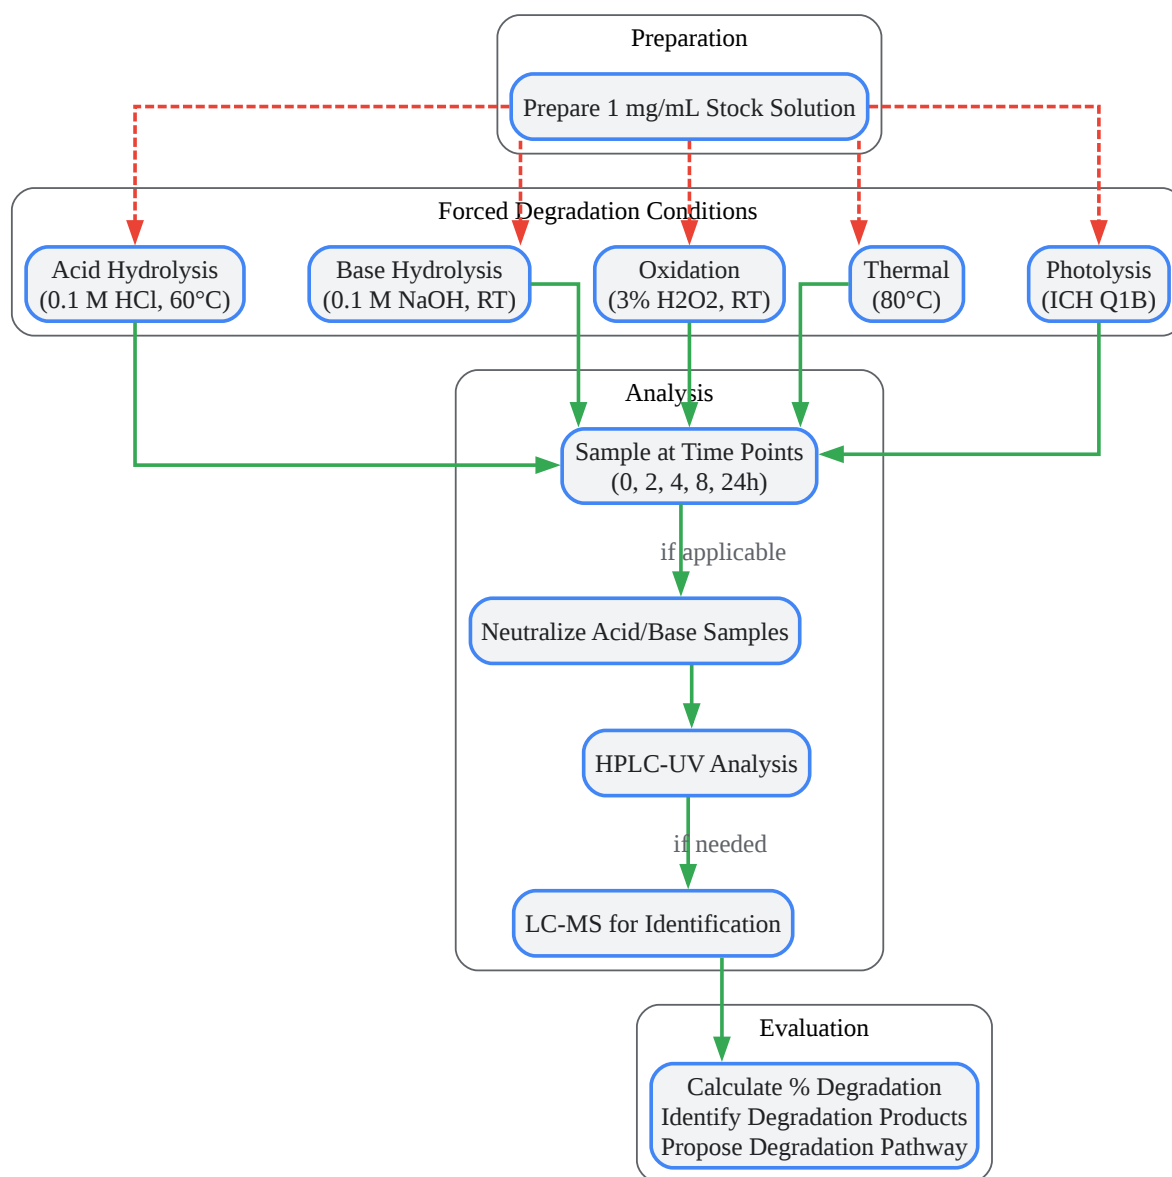 Preparation
Prepare 1 mg/mL Stock Solution
Forced Degradation Conditions
Acid Hydrolysis
(0.1 M HCl, 60°C)
Base Hydrolysis
(0.1 M NaOH, RT)
Oxidation
(3% H2O2, RT)
Thermal
(80°C)
Photolysis
(ICH Q1B)
Analysis
Sample at Time Points
(0, 2, 4, 8, 24h)
if applicable
Neutralize Acid/Base Samples
HPLC-UV Analysis
if needed
LC-MS for Identification
Evaluation
Calculate % Degradation
Identify Degradation Products
Propose Degradation Pathway